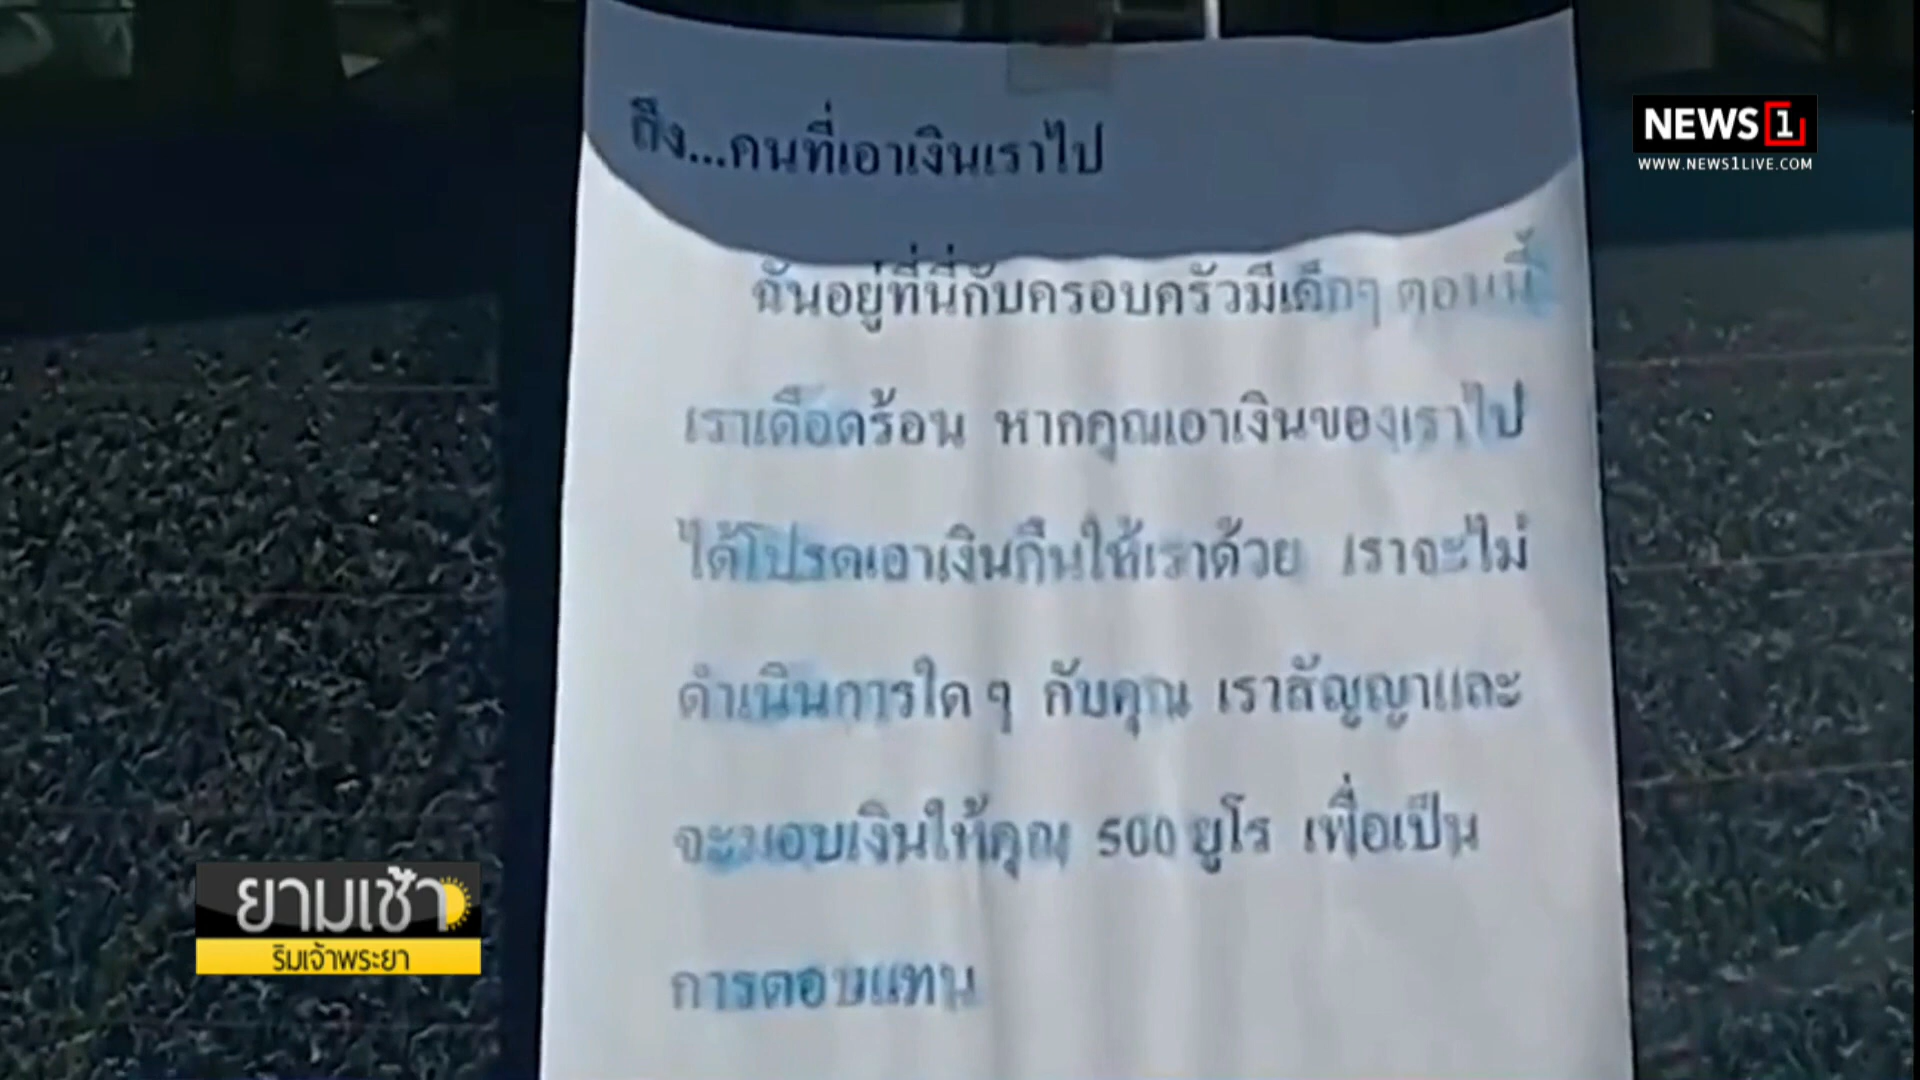 NEWS 1
WWW.NEWS1LIVE.COM
ถึง...คนที่เอาเงินเราไป
ฉันอยู่ที่นี่กับครอบครัวมีเด็กๆ ตอนนี้
เราเดือดร้อน หากคุณเอาเงินของเราไป
ได้โปรดเอาเงินคืนให้เราด้วย เราจะไม่
ดำเนินการใด ๆ กับคุณ เราสัญญาและ
จะมอบเงินให้คุณ 500 ยูโร เพื่อเป็น
การตอบแทน
ยามเช้า
ริมเจ้าพระยา